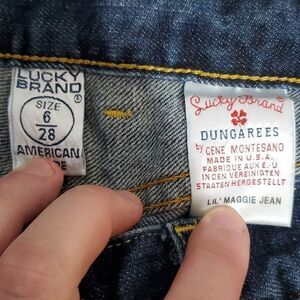 LUCKY
BRAND®
SIZE
6
28
AMERICAN
Lucky Brand
DUNGAREES
by GENE MONTESANO
MADE IN U.S.A.
FABRIQUE AUX E.-U
IN DEN VEREINIGTEN
STAATEN HERGESTELLT
LIL' MAGGIE JEAN